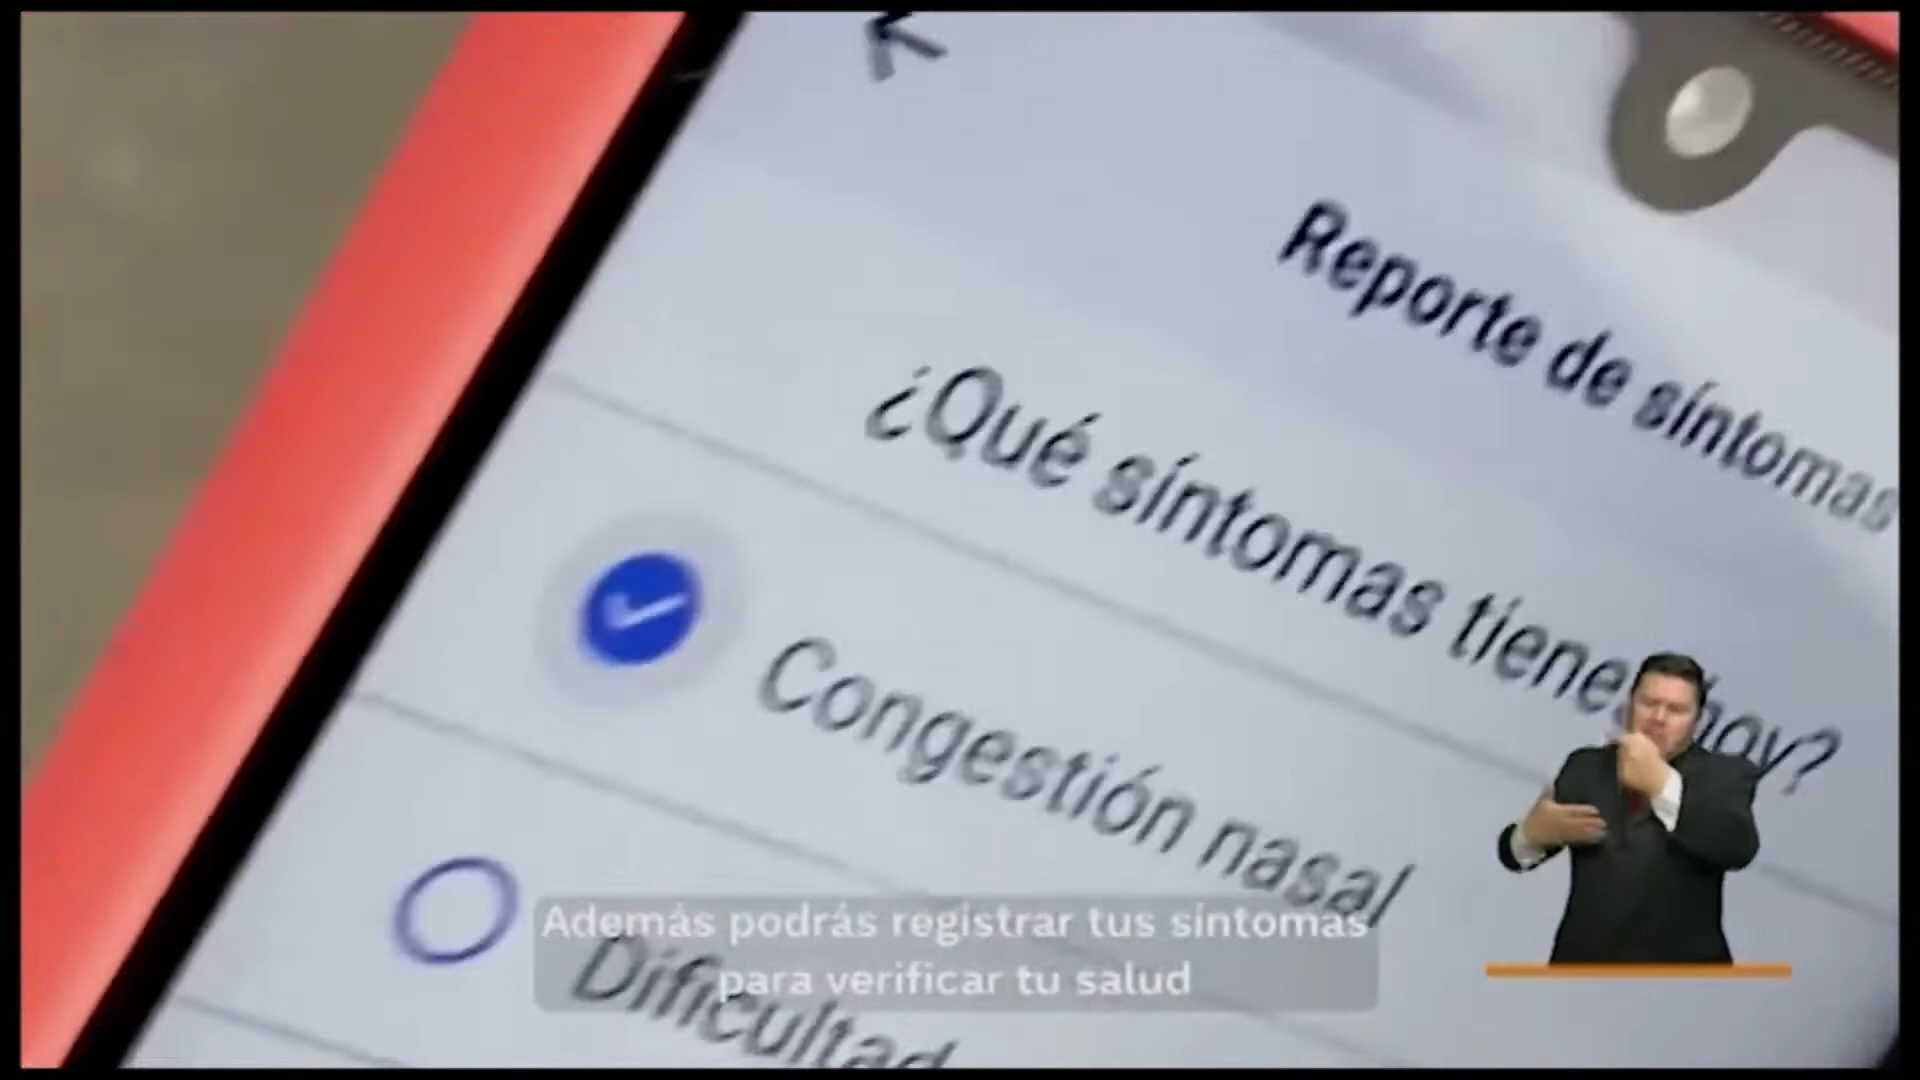 Reporte de síntomas
¿Qué síntomas tienes hoy?
Congestión nasal
Dificultad
Además podrás registrar tus síntomas
para verificar tu salud